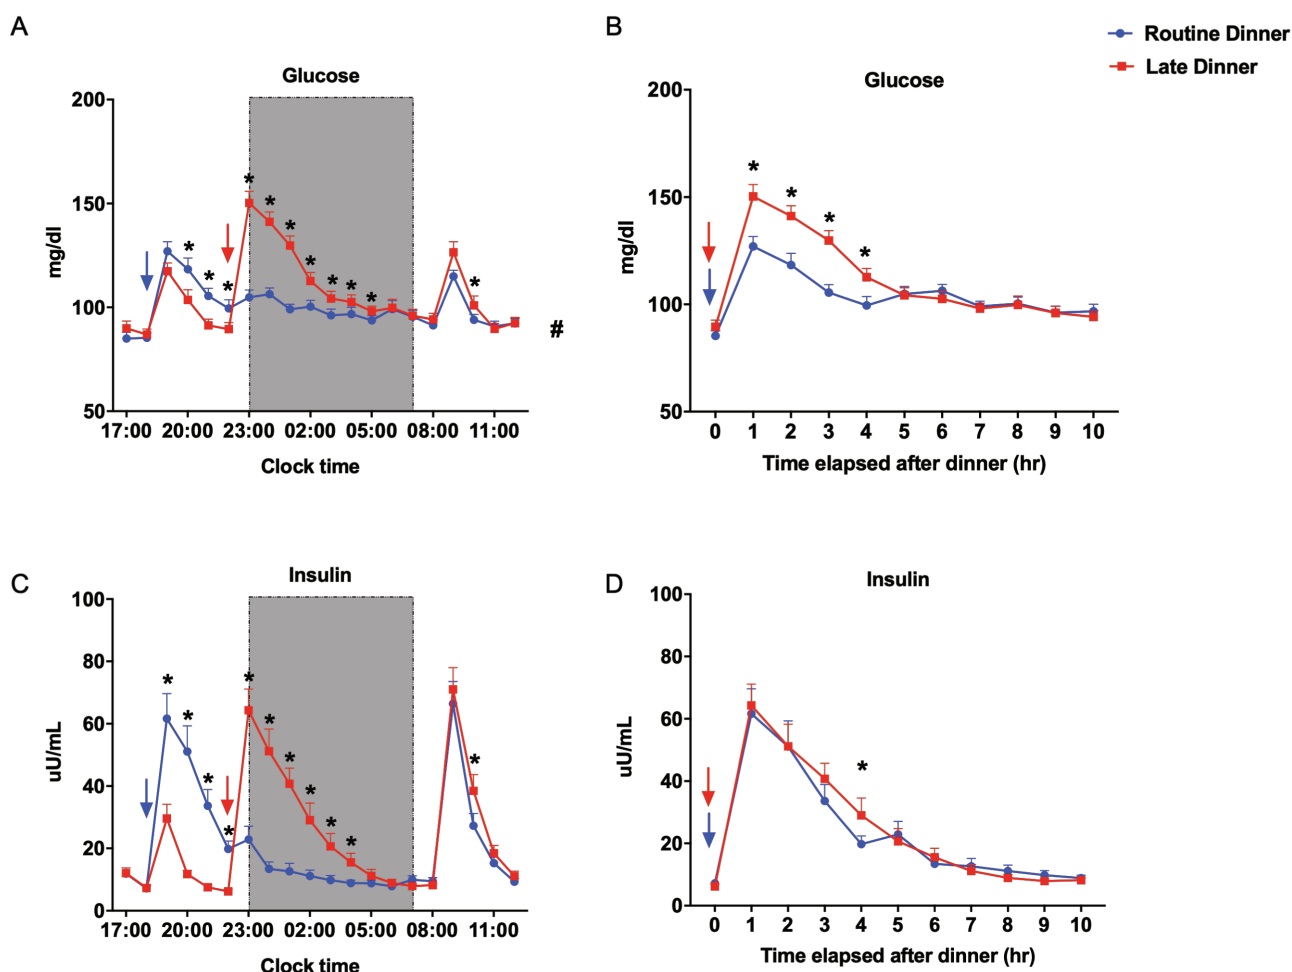 A
B
Routine Dinner
Late Dinner
Glucose
200
150
100
50
mg/dl
* * * * * * * * * * * *
#
17:00 20:00 23:00 02:00 05:00 08:00 11:00
Clock time
Glucose
200
150
100
50
mg/dl
* * * *
0 1 2 3 4 5 6 7 8 9 10
Time elapsed after dinner (hr)
C
D
Insulin
100
80
60
40
20
0
uU/mL
* * * * * * * * * * *
17:00 20:00 23:00 02:00 05:00 08:00 11:00
Clock time
Insulin
100
80
60
40
20
0
uU/mL
*
0 1 2 3 4 5 6 7 8 9 10
Time elapsed after dinner (hr)